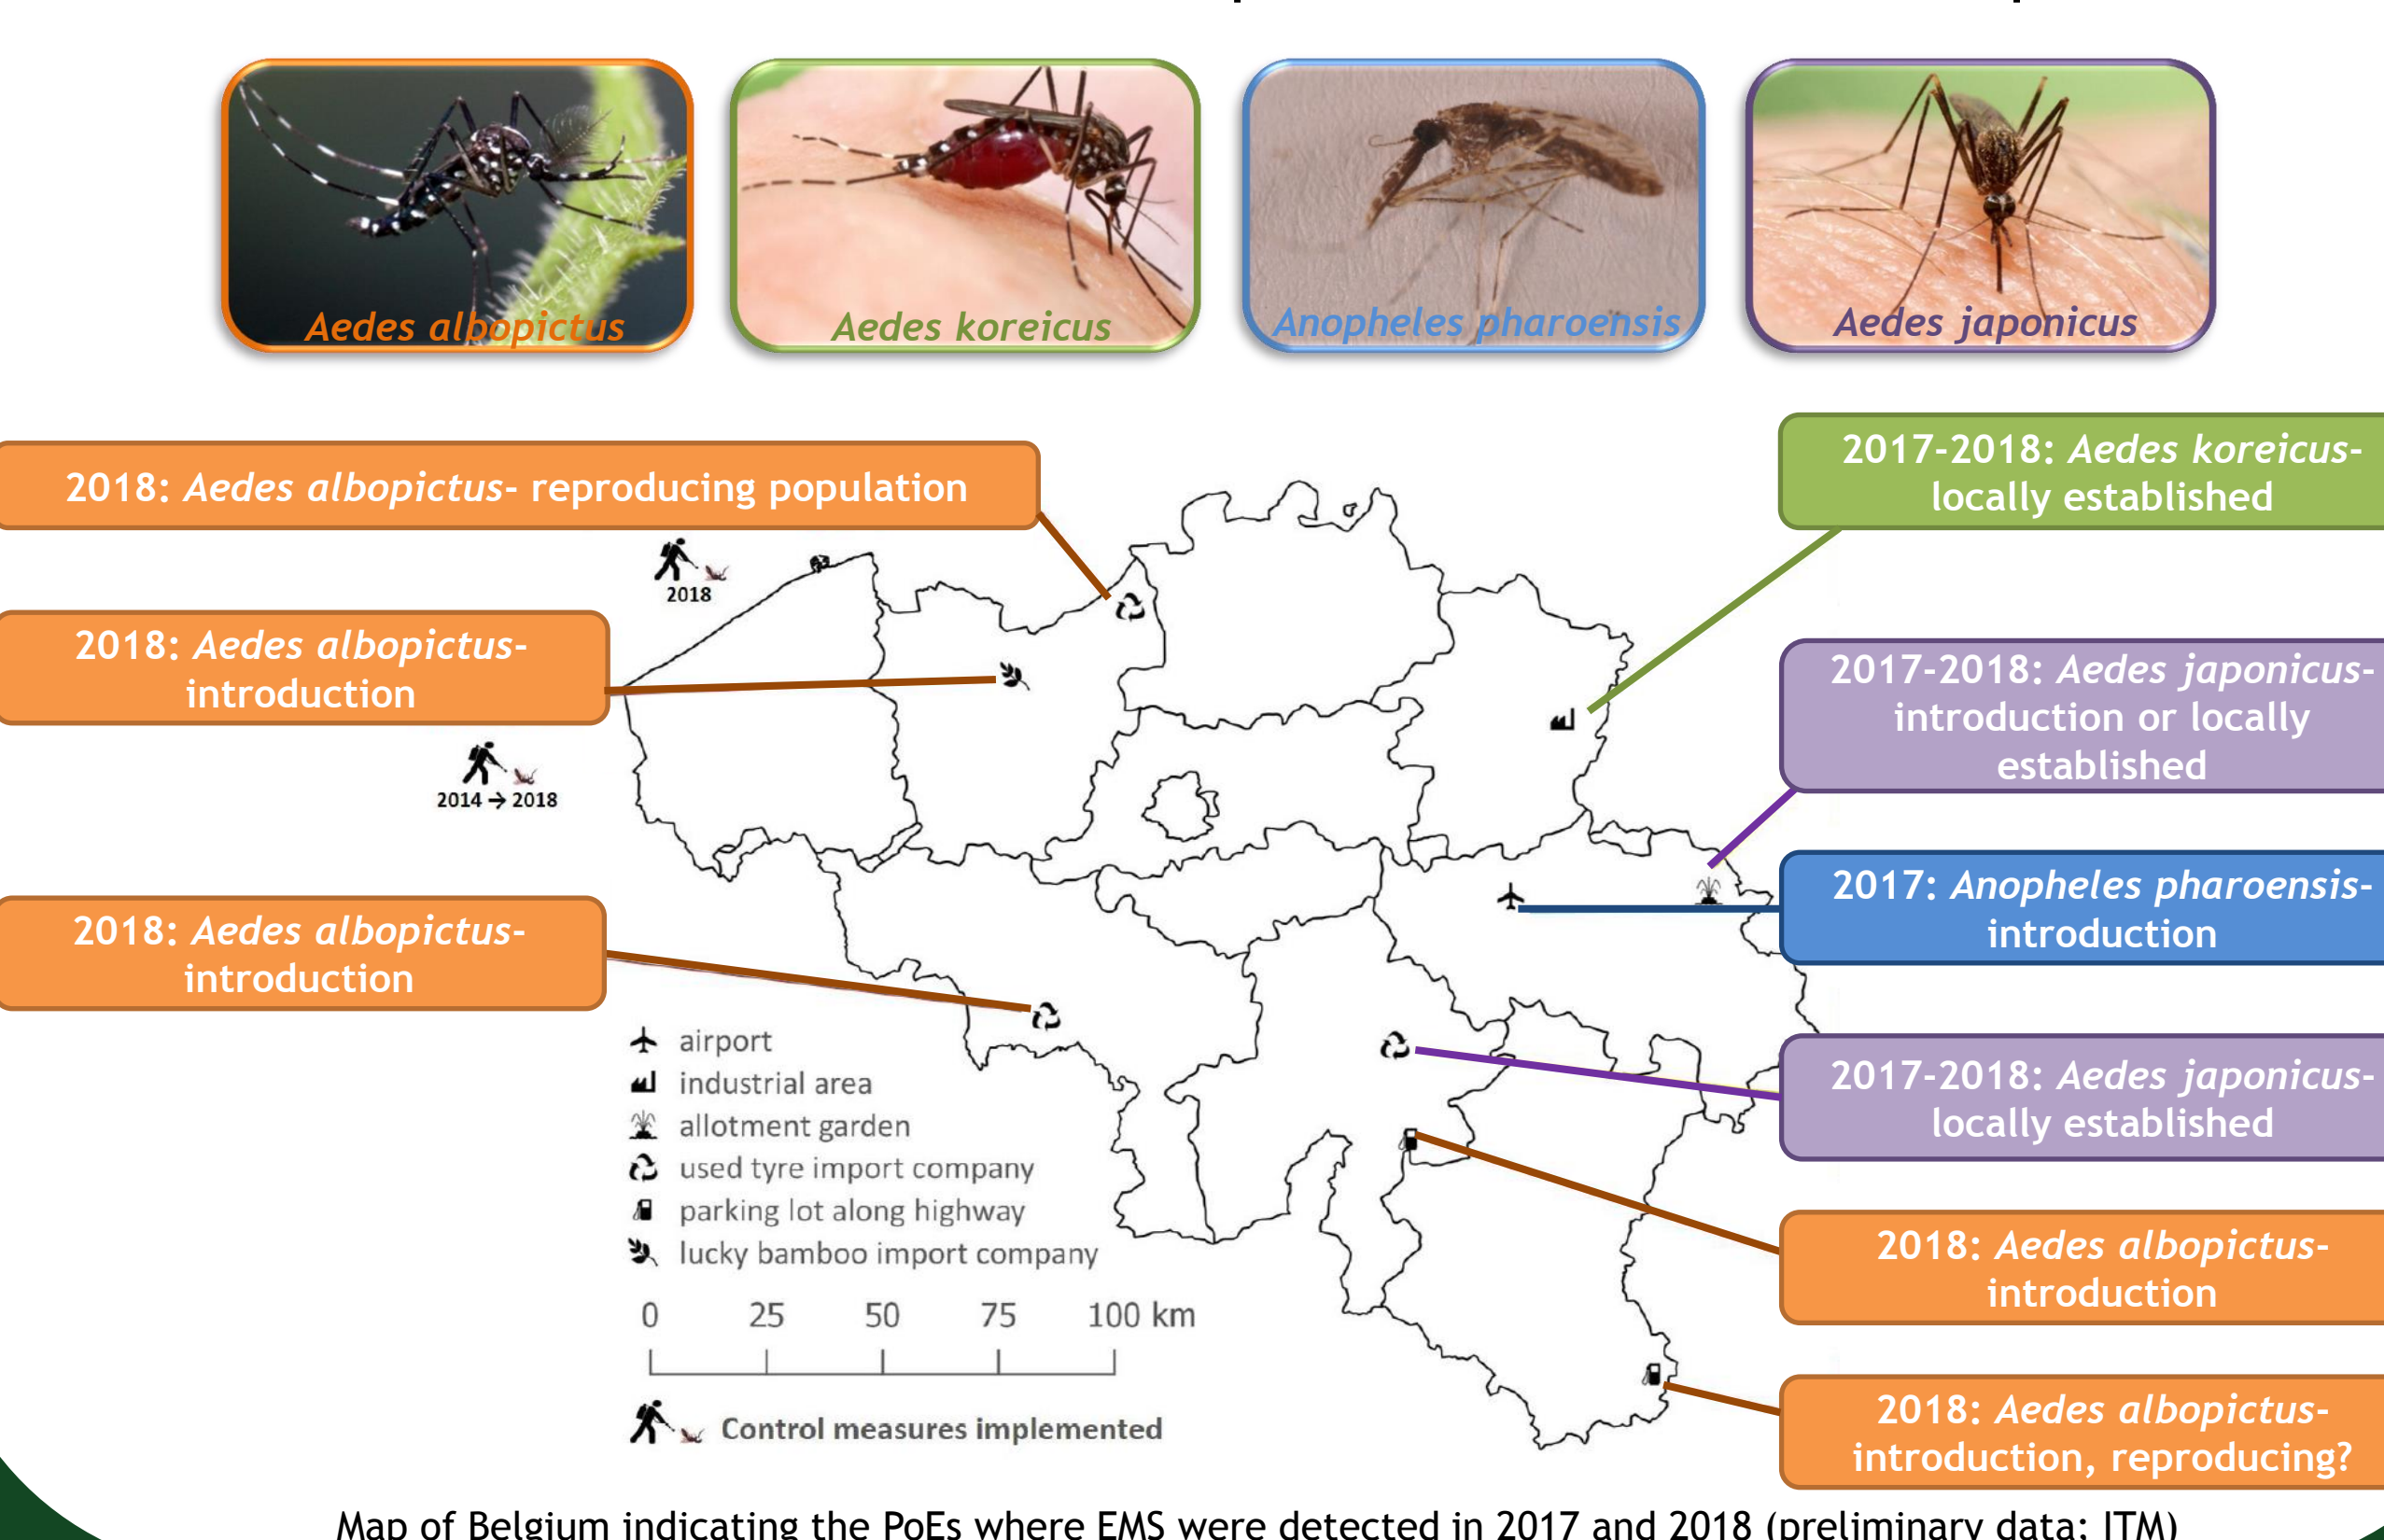 Aedes albopictus
Aedes koreicus
Anopheles pharoensis
Aedes japonicus
2018: Aedes albopictus- reproducing population
2018
2018: Aedes albopictus-
introduction
2014 → 2018
2018: Aedes albopictus-
introduction
2017-2018: Aedes koreicus-
locally established
2017-2018: Aedes japonicus-
introduction or locally
established
2017: Anopheles pharoensis-
introduction
2017-2018: Aedes japonicus-
locally established
2018: Aedes albopictus-
introduction
2018: Aedes albopictus-
introduction, reproducing?
airport
industrial area
allotment garden
used tyre import company
parking lot along highway
lucky bamboo import company
0 25 50 75 100 km
Control measures implemented
Map of Belgium indicating the PoEs where EMS were detected in 2017 and 2018 (preliminary data; ITM)